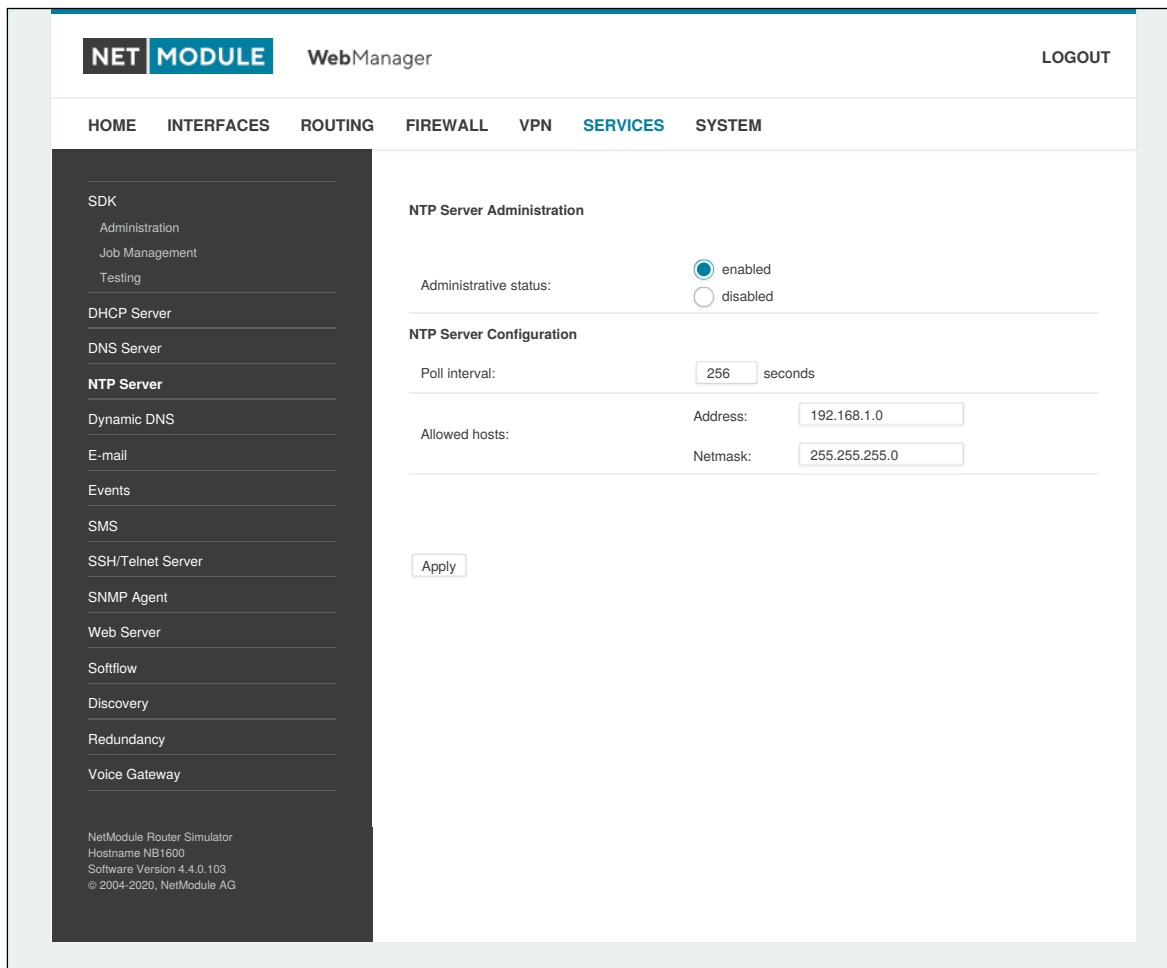 NET MODULE WebManager LOGOUT
HOME INTERFACES ROUTING FIREWALL VPN SERVICES SYSTEM
SDK
Administration
Job Management
Testing
DHCP Server
DNS Server
NTP Server
Dynamic DNS
E-mail
Events
SMS
SSH/Telnet Server
SNMP Agent
Web Server
Softflow
Discovery
Redundancy
Voice Gateway
NetModule Router Simulator
Hostname NB1600
Software Version 4.4.0.103
© 2004-2020, NetModule AG
NTP Server Administration
Administrative status:
enabled
disabled
NTP Server Configuration
Poll interval: 256 seconds
Allowed hosts:
Address: 192.168.1.0
Netmask: 255.255.255.0
Apply